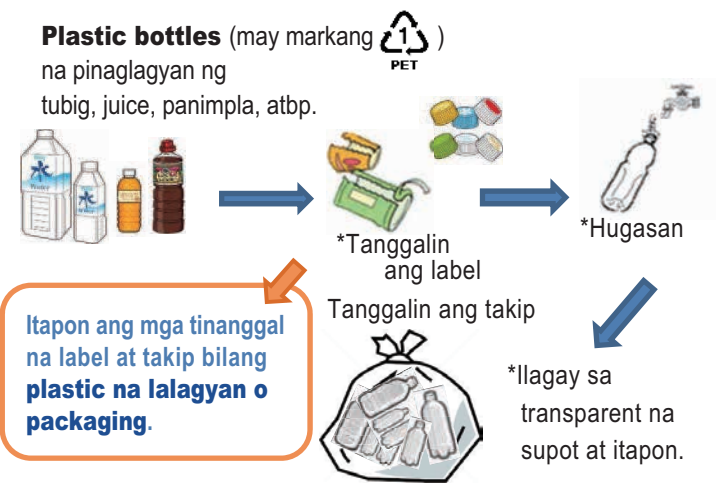 Plastic bottles (may markang 1 )
PET
na pinaglagyan ng
tubig, juice, panimpla, atbp.
水
水
*Tanggalin
ang label
Tanggalin ang takip
*Hugasan
Itapon ang mga tinanggal
na label at takip bilang
plastic na lalagyan o
packaging.
*Ilagay sa
transparent na
supot at itapon.